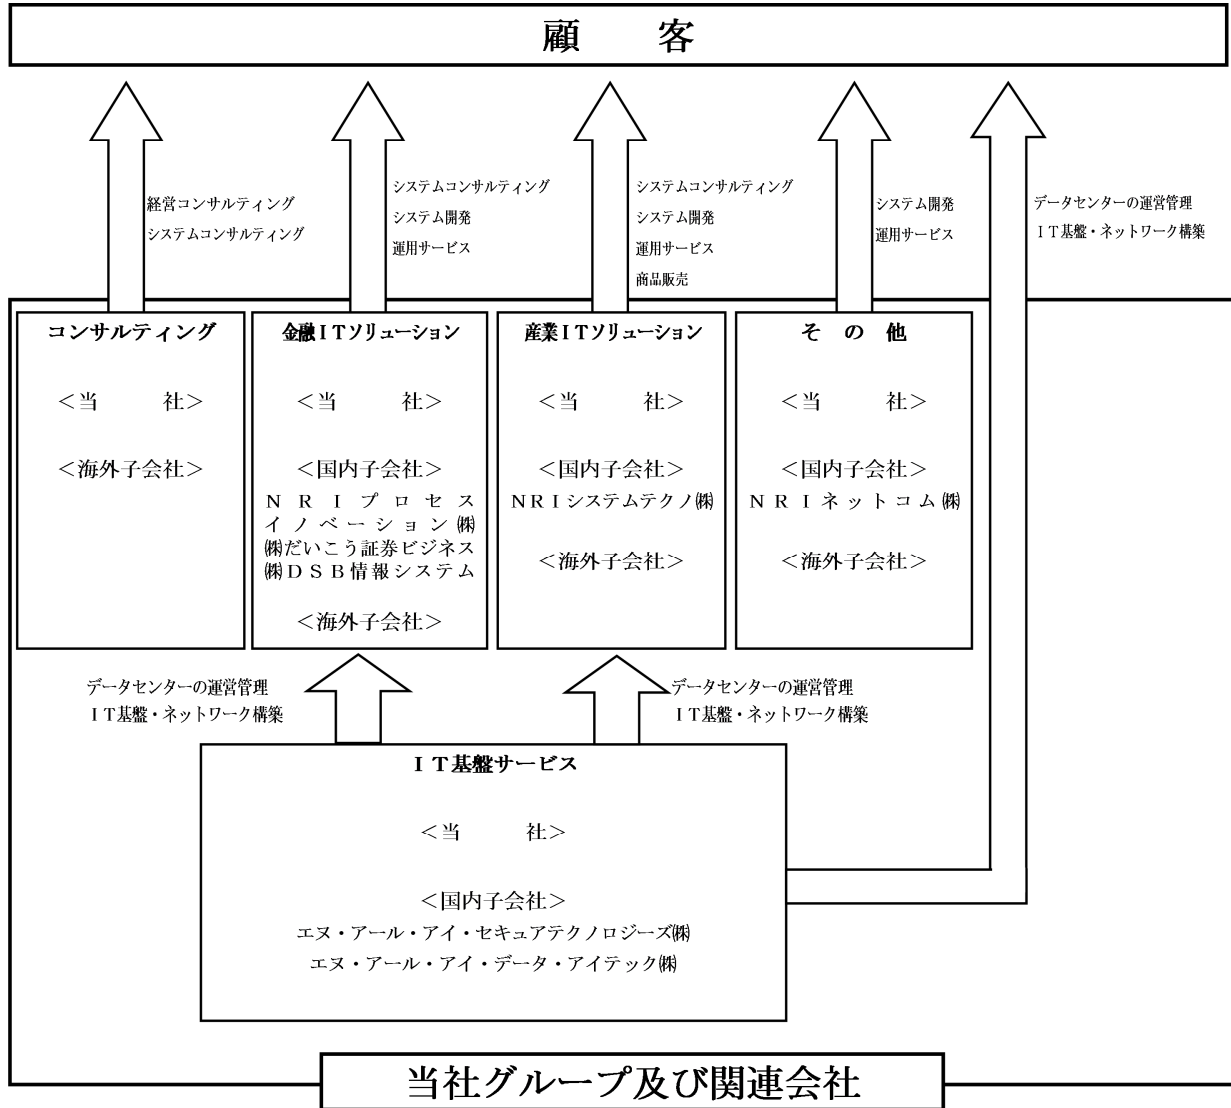 顧　　客
経営コンサルティング
システムコンサルティング
システムコンサルティング
システム開発
運用サービス
システムコンサルティング
システム開発
運用サービス
商品販売
システム開発
運用サービス
データセンターの運営管理
ＩＴ基盤・ネットワーク構築
コンサルティング
＜当　　　社＞
＜海外子会社＞
金融ＩＴソリューション
＜当　　　社＞
＜国内子会社＞
ＮＲＩプロセス
イノベーション㈱
㈱だいこう証券ビジネス
㈱ＤＳＢ情報システム
＜海外子会社＞
産業ＩＴソリューション
＜当　　　社＞
＜国内子会社＞
ＮＲＩシステムテクノ㈱
＜海外子会社＞
そ　の　他
＜当　　　社＞
＜国内子会社＞
ＮＲＩネットコム㈱
＜海外子会社＞
データセンターの運営管理
ＩＴ基盤・ネットワーク構築
データセンターの運営管理
ＩＴ基盤・ネットワーク構築
ＩＴ基盤サービス
＜当　　　社＞
＜国内子会社＞
エヌ・アール・アイ・セキュアテクノロジーズ㈱
エヌ・アール・アイ・データ・アイテック㈱
当社グループ及び関連会社